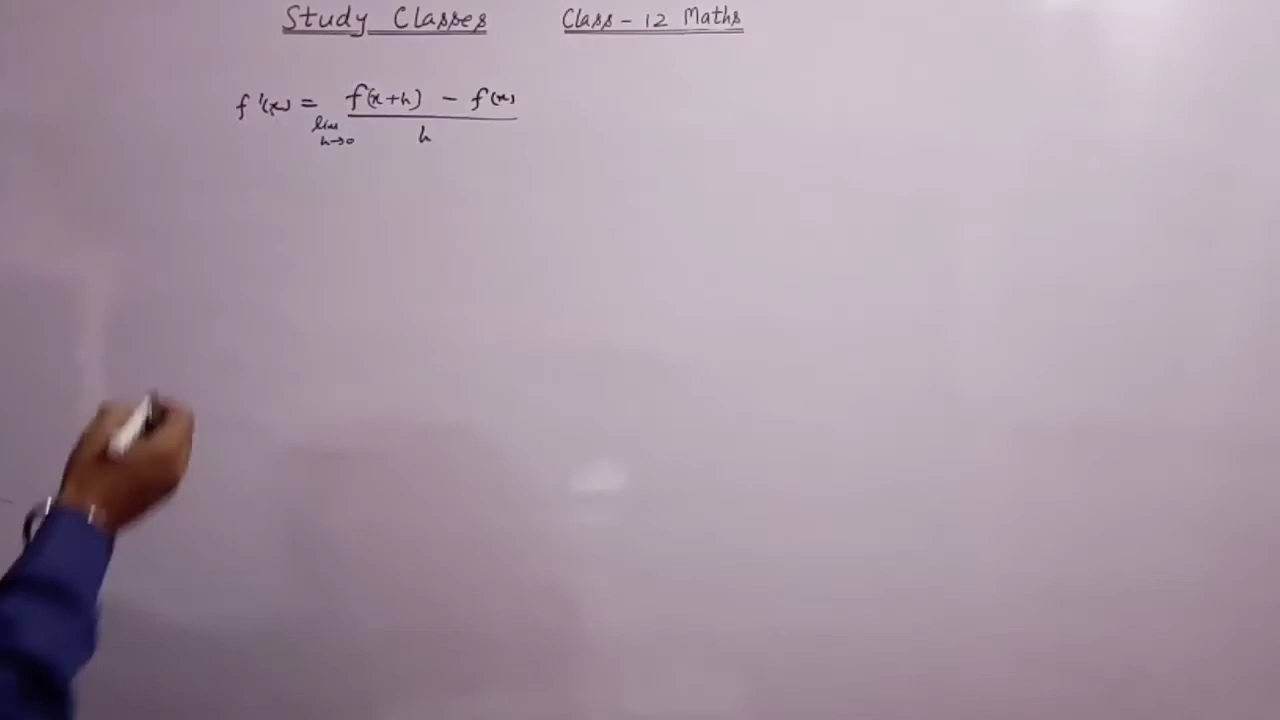 Study Classes Class - 12 Maths
f'(x) = lim h→0 f(x+h) - f(x) / h